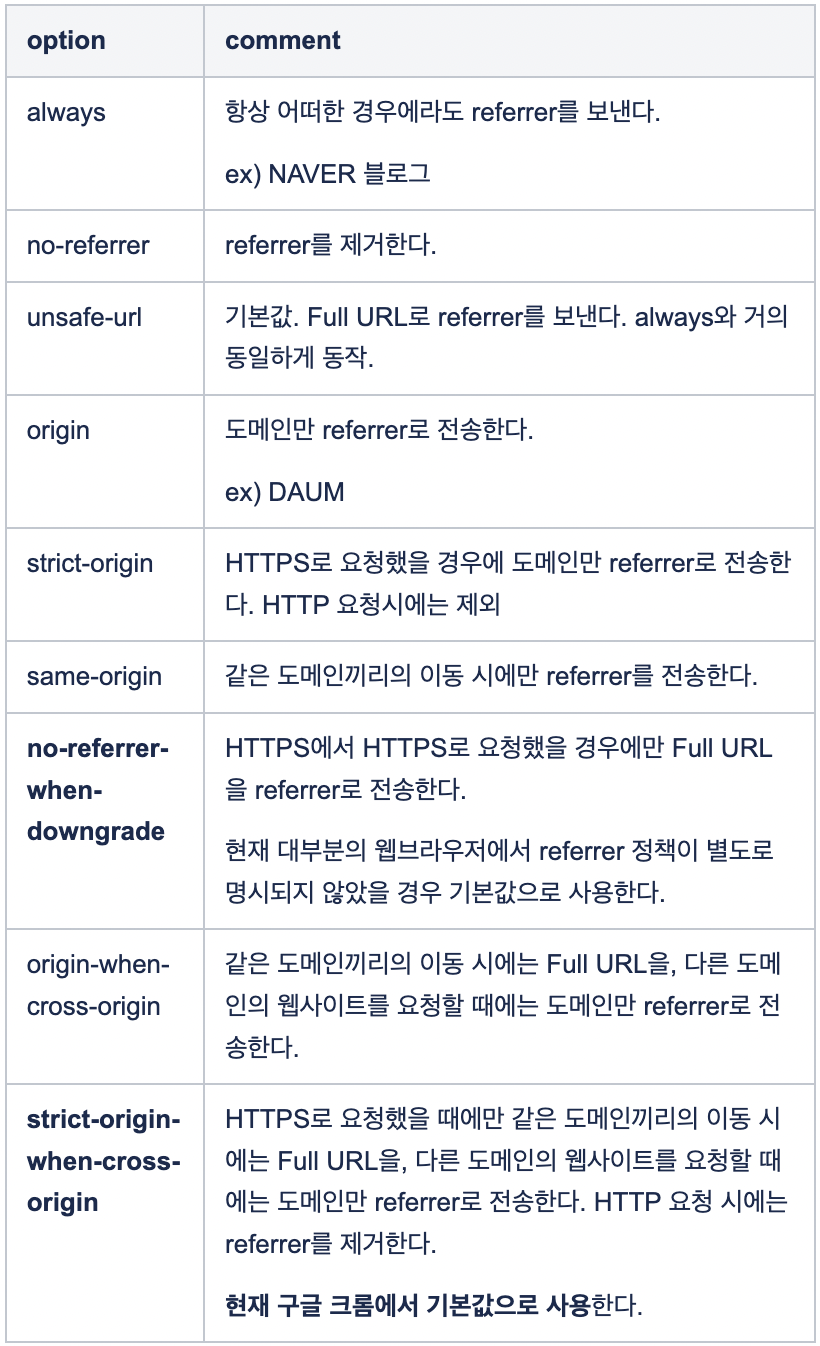 option
comment
always
항상 어떠한 경우에라도 referrer를 보낸다.
ex) NAVER 블로그
no-referrer
referrer를 제거한다.
unsafe-url
기본값. Full URL로 referrer를 보낸다. always와 거의
동일하게 동작.
origin
도메인만 referrer로 전송한다.
ex) DAUM
strict-origin
HTTPS로 요청했을 경우에 도메인만 referrer로 전송한
다. HTTP 요청시에는 제외
same-origin
같은 도메인끼리의 이동 시에만 referrer를 전송한다.
no-referrer-
when-
downgrade
HTTPS에서 HTTPS로 요청했을 경우에만 Full URL
을 referrer로 전송한다.
현재 대부분의 웹브라우저에서 referrer 정책이 별도로
명시되지 않았을 경우 기본값으로 사용한다.
origin-when-
cross-origin
같은 도메인끼리의 이동 시에는 Full URL을, 다른 도메
인의 웹사이트를 요청할 때에는 도메인만 referrer로 전
송한다.
strict-origin-
when-cross-
origin
HTTPS로 요청했을 때에만 같은 도메인끼리의 이동 시
에는 Full URL을, 다른 도메인의 웹사이트를 요청할 때
에는 도메인만 referrer로 전송한다. HTTP 요청 시에는
referrer를 제거한다.
현재 구글 크롬에서 기본값으로 사용한다.